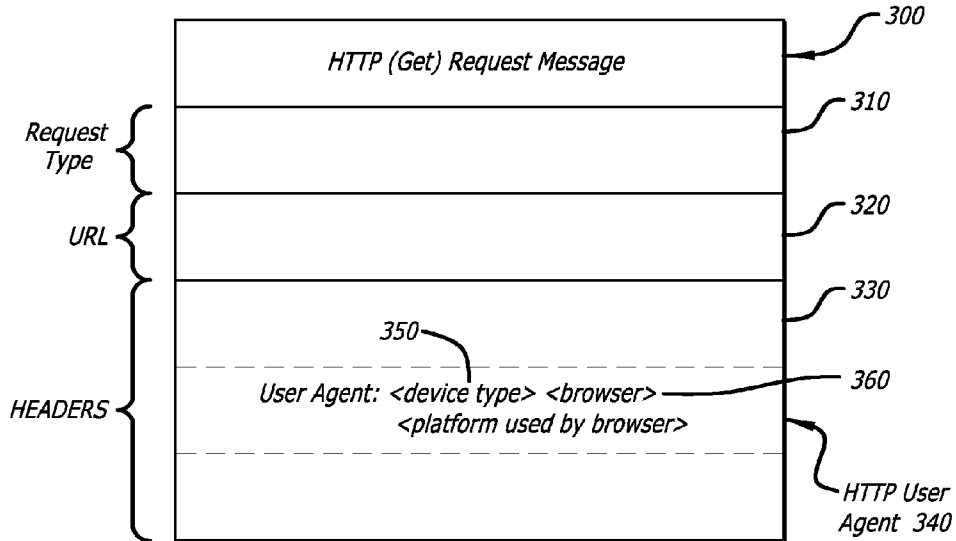 300
HTTP (Get) Request Message
310
Request
Type
320
URL
330
350
User Agent: <device type> <browser>
360
<platform used by browser>
HEADERS
HTTP User
Agent 340